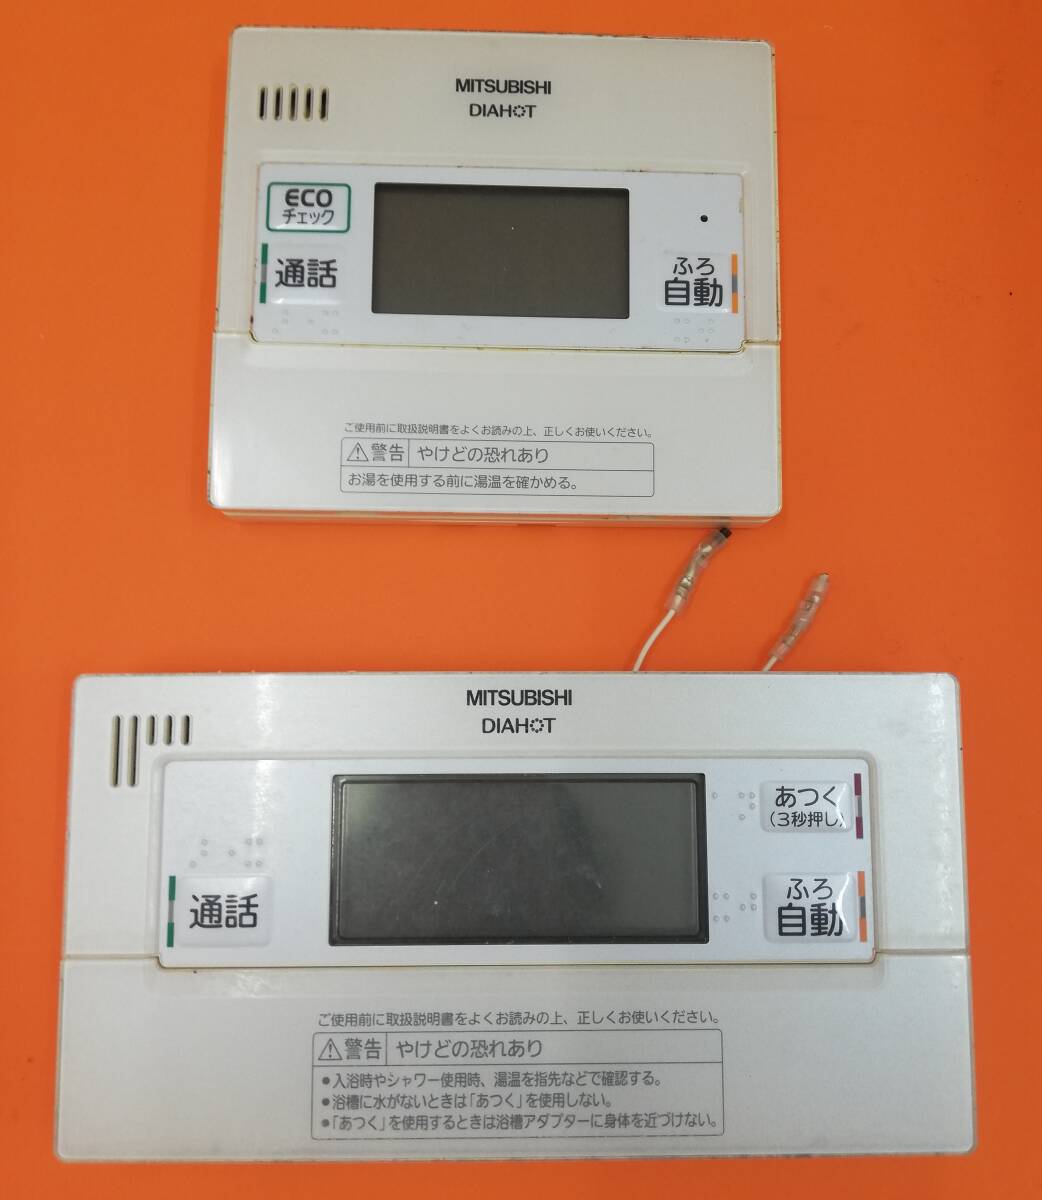 MITSUBISHI
DIAHOT
ECO
チェック
通話
ふろ
自動
ご使用前に取扱説明書をよくお読みの上、正しくお使いください。
⚠警告 やけどの恐れあり
お湯を使用する前に湯温を確かめる。
MITSUBISHI
DIAHOT
あつく
(3秒押し)
通話
ふろ
自動
ご使用前に取扱説明書をよくお読みの上、正しくお使いください。
⚠警告 やけどの恐れあり
●入浴時やシャワー使用時、湯温を指先などで確認する。
●浴槽に水がないときは「あつく」を使用しない。
●「あつく」を使用するときは浴槽アダプターに身体を近づけない。